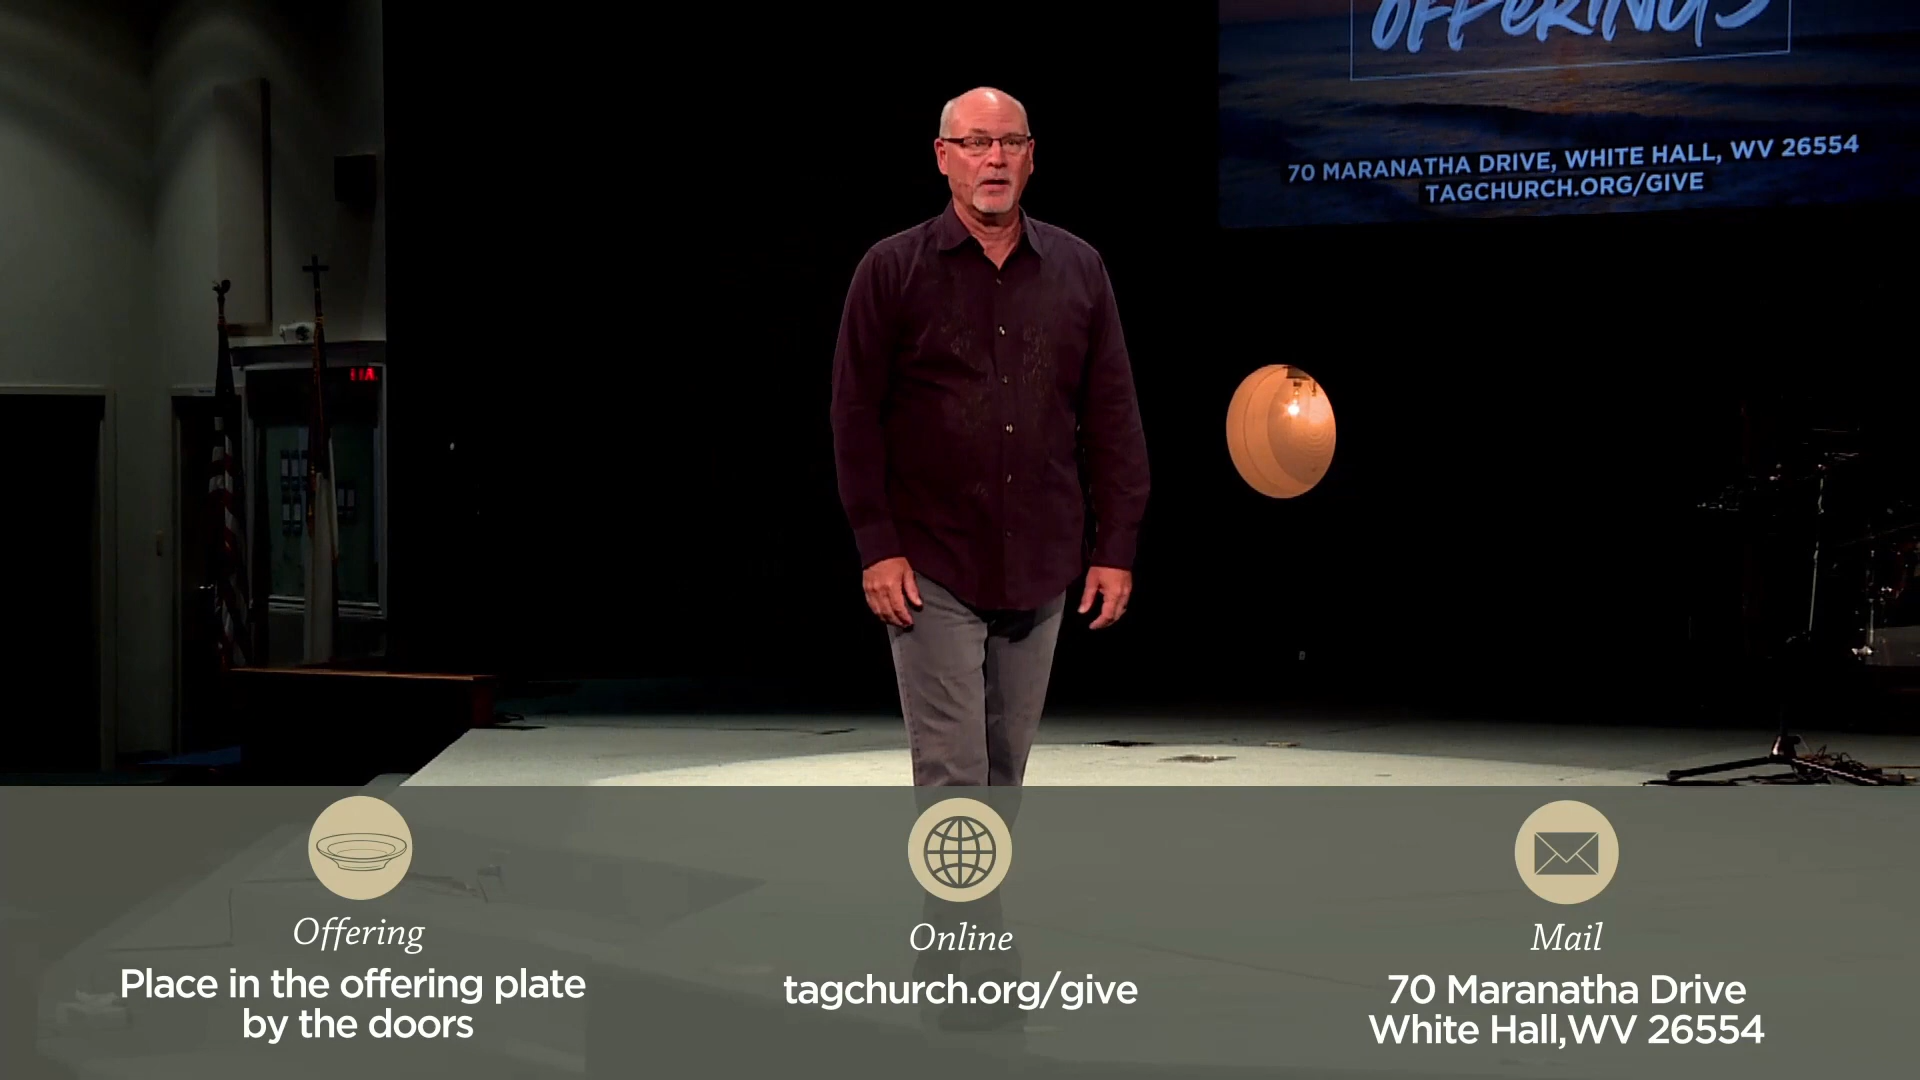 OFFERINGS
70 MARANATHA DRIVE, WHITE HALL, WV 26554
TAGCHURCH.ORG/GIVE
Offering
Place in the offering plate
by the doors
Online
tagchurch.org/give
Mail
70 Maranatha Drive
White Hall,WV 26554